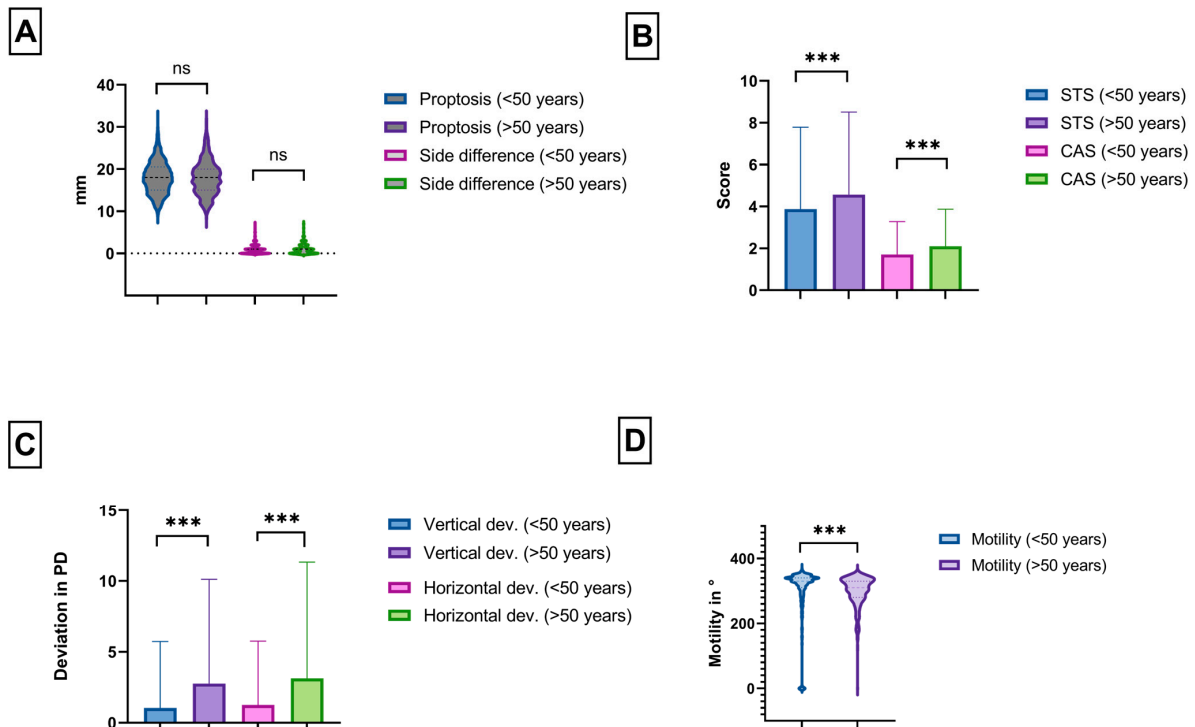 A
ns
ns
40
30
20
10
0
mm
Proptosis (<50 years)
Proptosis (>50 years)
Side difference (<50 years)
Side difference (>50 years)
B
***
***
10
8
6
4
2
0
Score
STS (<50 years)
STS (>50 years)
CAS (<50 years)
CAS (>50 years)
C
***
***
15
10
5
0
Deviation in PD
Vertical dev. (<50 years)
Vertical dev. (>50 years)
Horizontal dev. (<50 years)
Horizontal dev. (>50 years)
D
***
400
200
0
Motility in °
Motility (<50 years)
Motility (>50 years)